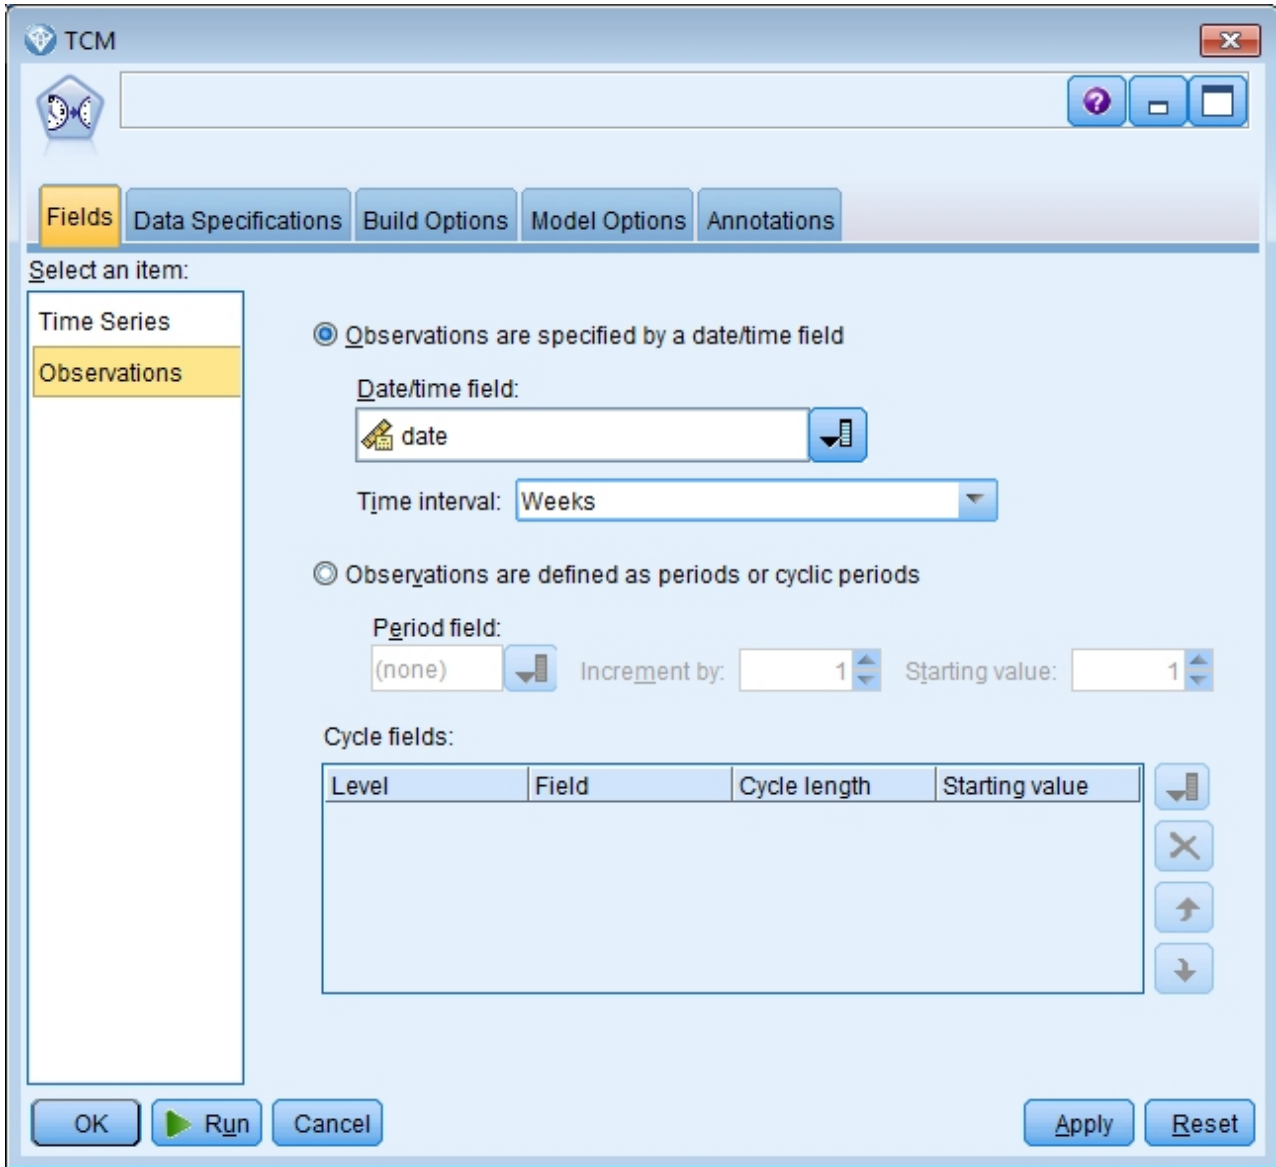 TCM
Fields Data Specifications Build Options Model Options Annotations
Select an item:
Time Series
Observations
Observations are specified by a date/time field
Date/time field:
date
Time interval: Weeks
Observations are defined as periods or cyclic periods
Period field:
(none) Increment by: 1 Starting value: 1
Cycle fields:
Level Field Cycle length Starting value
OK Run Cancel Apply Reset